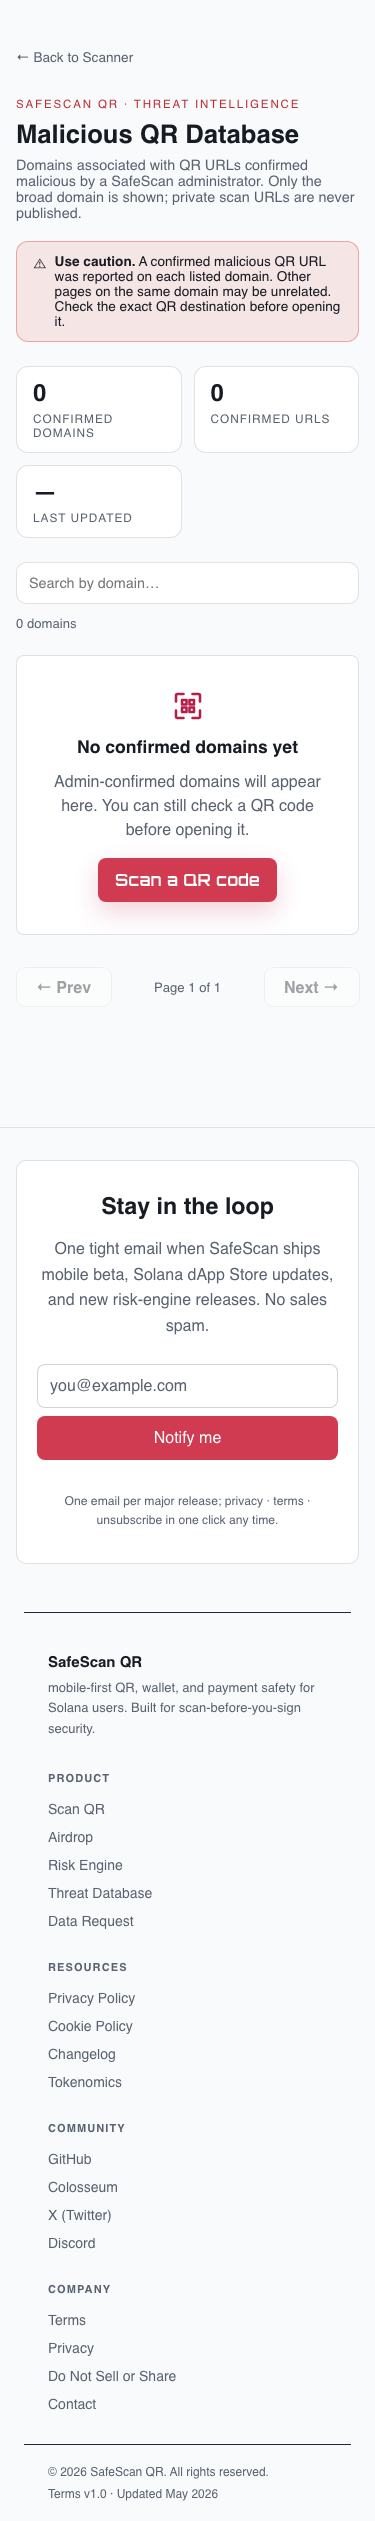 ← Back to Scanner
SAFESCAN QR · THREAT INTELLIGENCE
Malicious QR Database
Domains associated with QR URLs confirmed
malicious by a SafeScan administrator. Only the
broad domain is shown; private scan URLs are never
published.
⚠ Use caution. A confirmed malicious QR URL
was reported on each listed domain. Other
pages on the same domain may be unrelated.
Check the exact QR destination before opening
it.
0
CONFIRMED
DOMAINS
0
CONFIRMED URLS
—
LAST UPDATED
Search by domain…
0 domains
No confirmed domains yet
Admin-confirmed domains will appear
here. You can still check a QR code
before opening it.
Scan a QR code
← Prev
Page 1 of 1
Next →
Stay in the loop
One tight email when SafeScan ships
mobile beta, Solana dApp Store updates,
and new risk-engine releases. No sales
spam.
you@example.com
Notify me
One email per major release; privacy · terms ·
unsubscribe in one click any time.
SafeScan QR
mobile-first QR, wallet, and payment safety for
Solana users. Built for scan-before-you-sign
security.
PRODUCT
Scan QR
Airdrop
Risk Engine
Threat Database
Data Request
RESOURCES
Privacy Policy
Cookie Policy
Changelog
Tokenomics
COMMUNITY
GitHub
Colosseum
X (Twitter)
Discord
COMPANY
Terms
Privacy
Do Not Sell or Share
Contact
© 2026 SafeScan QR. All rights reserved.
Terms v1.0 · Updated May 2026